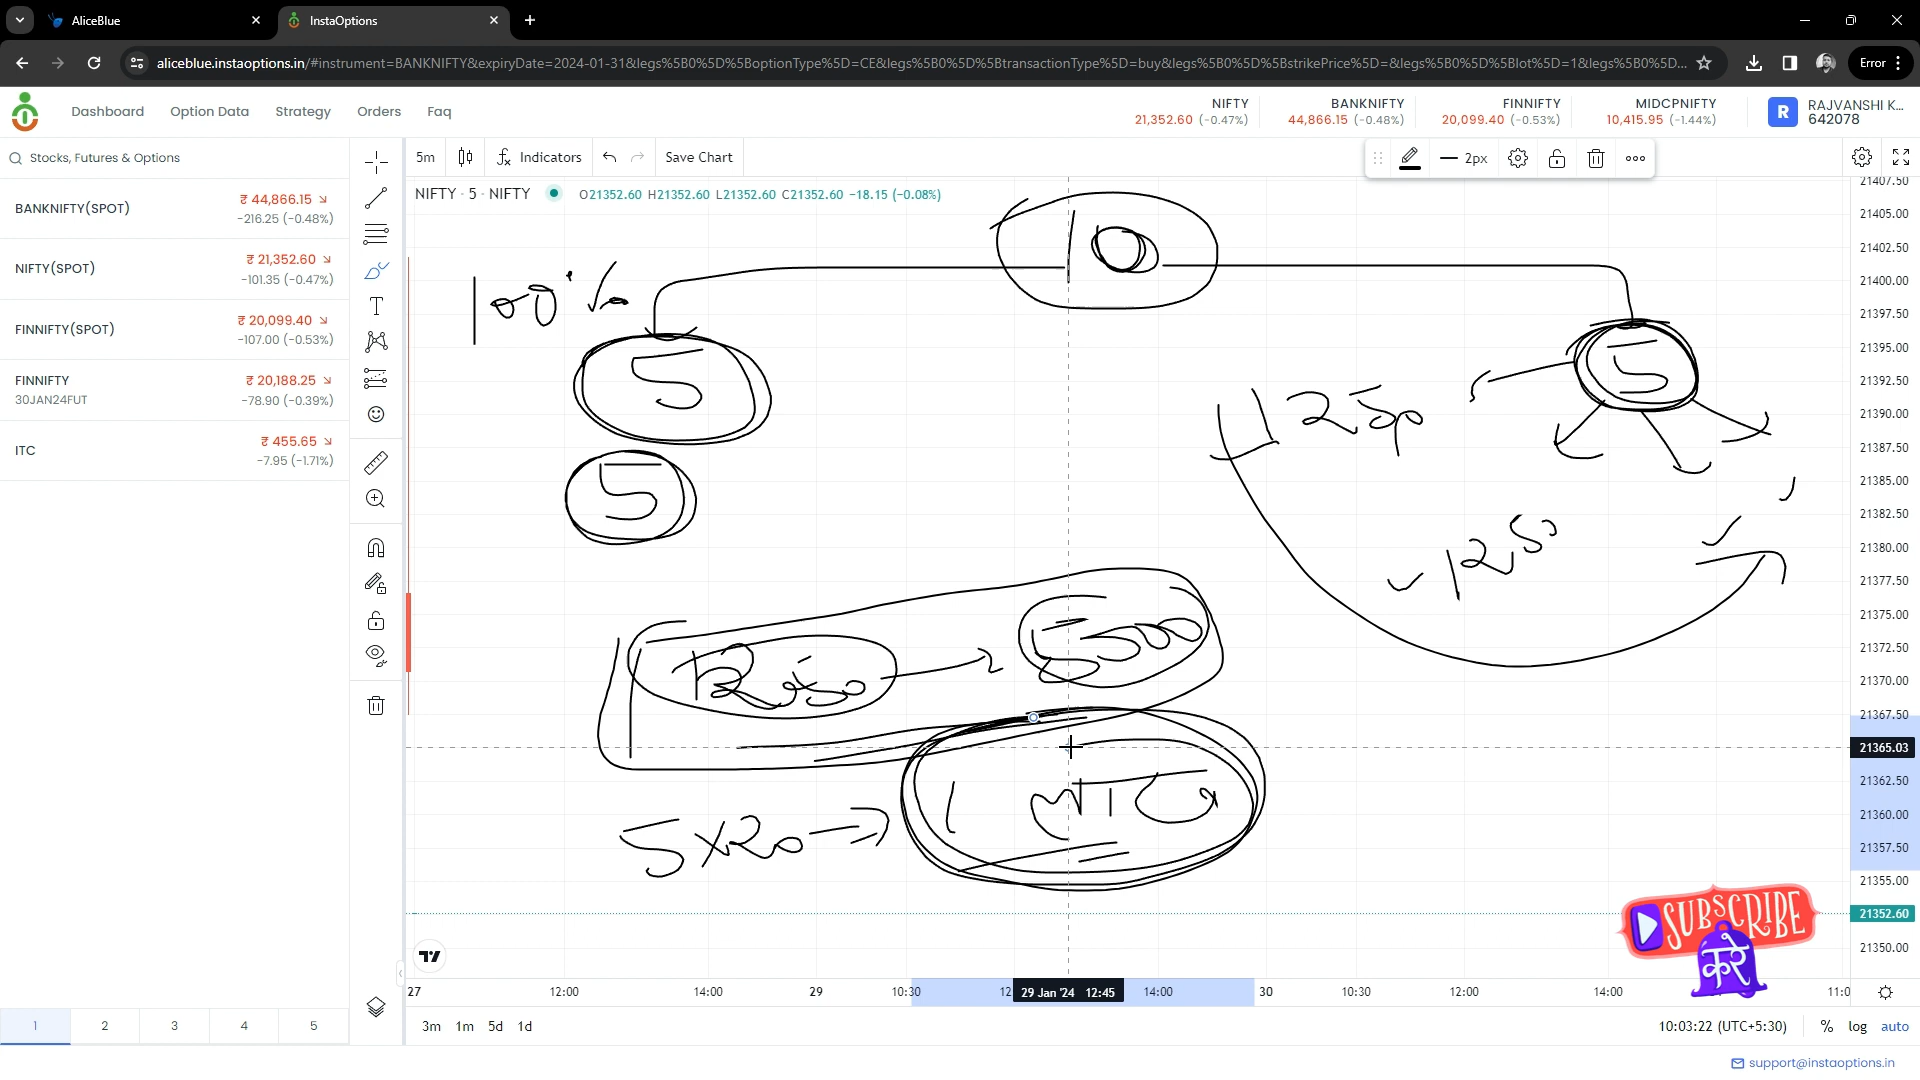 AliceBlue
InstaOptions
aliceblue.instaoptions.in/#instrument=BANKNIFTY&expiryDate=2024-01-31&legs%5B0%5D%5BoptionType%5D=CE&legs%5B0%5D%5BtransactionType%5D=buy&legs%5B0%5D%5BstrikePrice%5D=&legs%5B0%5D%5Blot%5D=1&legs%5B0%5D...
Error
Dashboard Option Data Strategy Orders Faq
NIFTY
21,352.60 (-0.47%)
BANKNIFTY
44,866.15 (-0.48%)
FINNIFTY
20,099.40 (-0.53%)
MIDCPNIFTY
10,415.95 (-1.44%)
R
RAJVANSHI K...
642078
Stocks, Futures & Options
BANKNIFTY(SPOT)
₹ 44,866.15
-216.25 (-0.48%)
NIFTY(SPOT)
₹ 21,352.60
-101.35 (-0.47%)
FINNIFTY(SPOT)
₹ 20,099.40
-107.00 (-0.53%)
FINNIFTY
30JAN24FUT
₹ 20,188.25
-78.90 (-0.39%)
ITC
₹ 455.65
-7.95 (-1.71%)
1 2 3 4 5
5m Indicators Save Chart
2px
NIFTY · 5 · NIFTY O21352.60 H21352.60 L21352.60 C21352.60 −18.15 (−0.08%)
10
100%
5
5
5
1250
1250
5500
5x20
21407.50
21405.00
21402.50
21400.00
21397.50
21395.00
21392.50
21390.00
21387.50
21385.00
21382.50
21380.00
21377.50
21375.00
21372.50
21370.00
21367.50
21365.03
21362.50
21360.00
21357.50
21355.00
21352.60
21350.00
SUBSCRIBE
करे
27 12:00 14:00 29 10:30 12 29 Jan '24 12:45 14:00 30 10:30 12:00 14:00 11:0
3m 1m 5d 1d
10:03:22 (UTC+5:30) % log auto
support@instaoptions.in